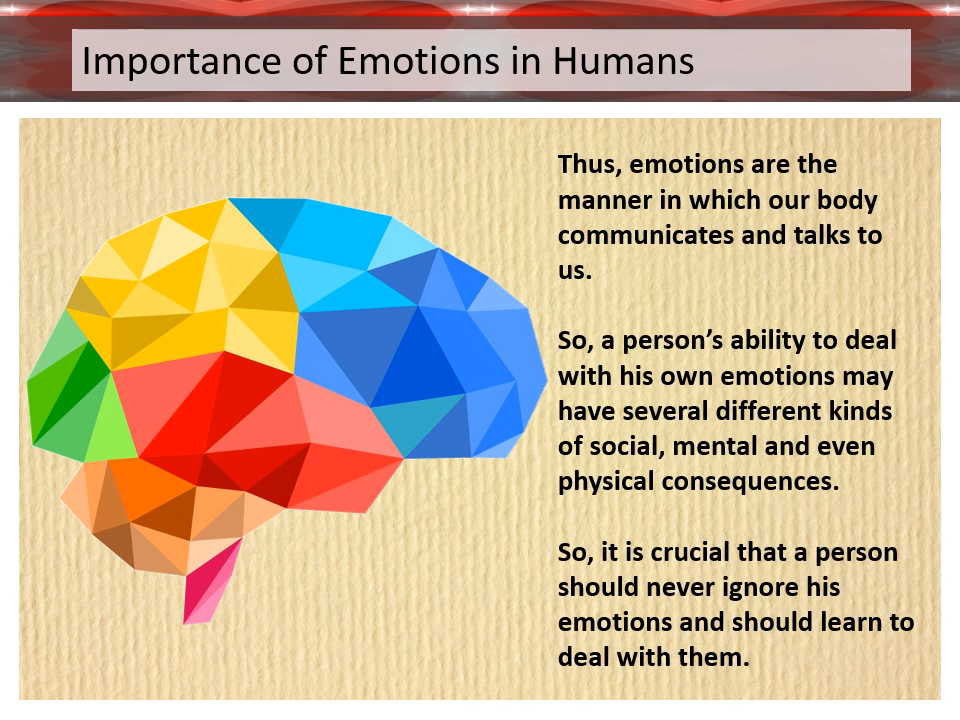 Importance of Emotions in Humans
Thus, emotions are the
manner in which our body
communicates and talks to
us.
So, a person’s ability to deal
with his own emotions may
have several different kinds
of social, mental and even
physical consequences.
So, it is crucial that a person
should never ignore his
emotions and should learn to
deal with them.